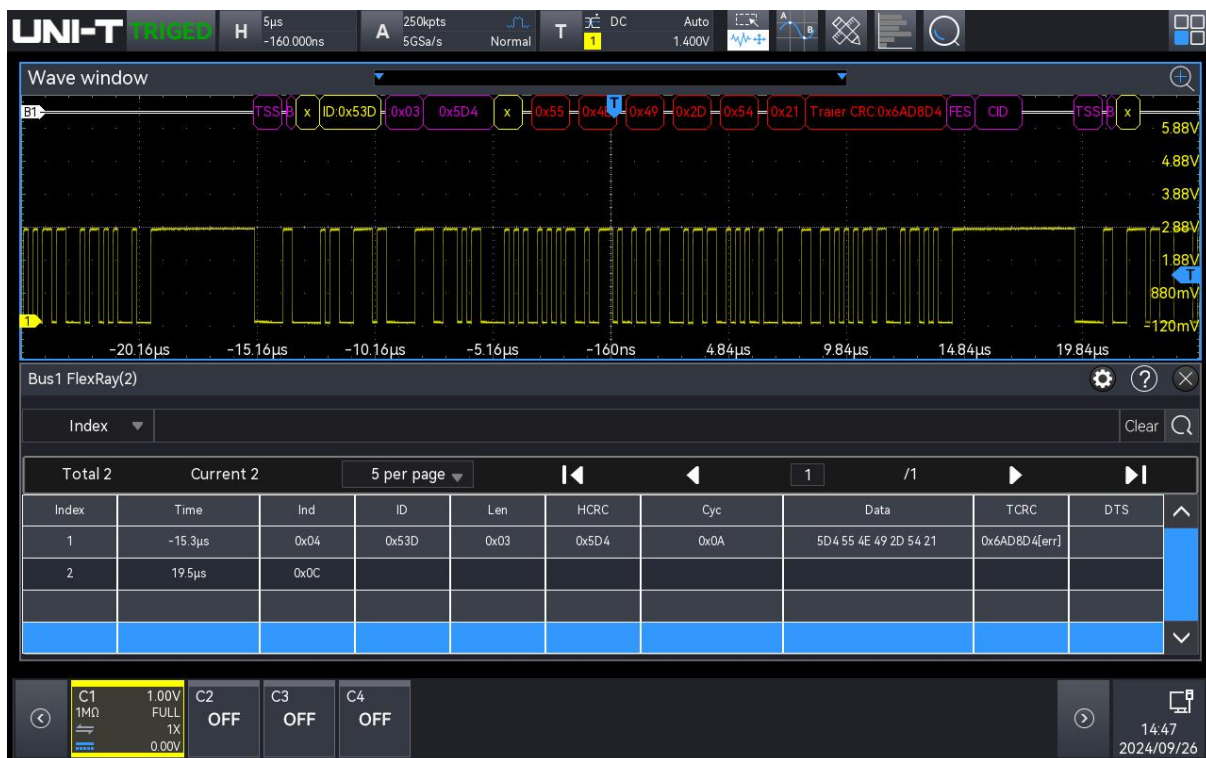 UNI-T TRIGED H 5µs -160.000ns A 250kpts 5GSa/s Normal T DC 1 Auto 1.400V A B
Wave window
B1 TSS B x ID:0x53D 0x03 0x5D4 x 0x55 0x49 0x2D 0x54 0x21 Traier CRC:0x6AD8D4 FES CID TSS B x
T
5.88V
4.88V
3.88V
2.88V
1.88V
T
880mV
1 -120mV
-20.16µs -15.16µs -10.16µs -5.16µs -160ns 4.84µs 9.84µs 14.84µs 19.84µs
Bus1 FlexRay(2) ?
Index Clear
Total 2 Current 2 5 per page 1 /1
Index Time Ind ID Len HCRC Cyc Data TCRC DTS
1 -15.3µs 0x04 0x53D 0x03 0x5D4 0x0A 5D4 55 4E 49 2D 54 21 0x6AD8D4[err]
2 19.5µs 0x0C
C1 1.00V C2 C3 C4
1MΩ FULL OFF OFF OFF
1X
0.00V
14:47
2024/09/26